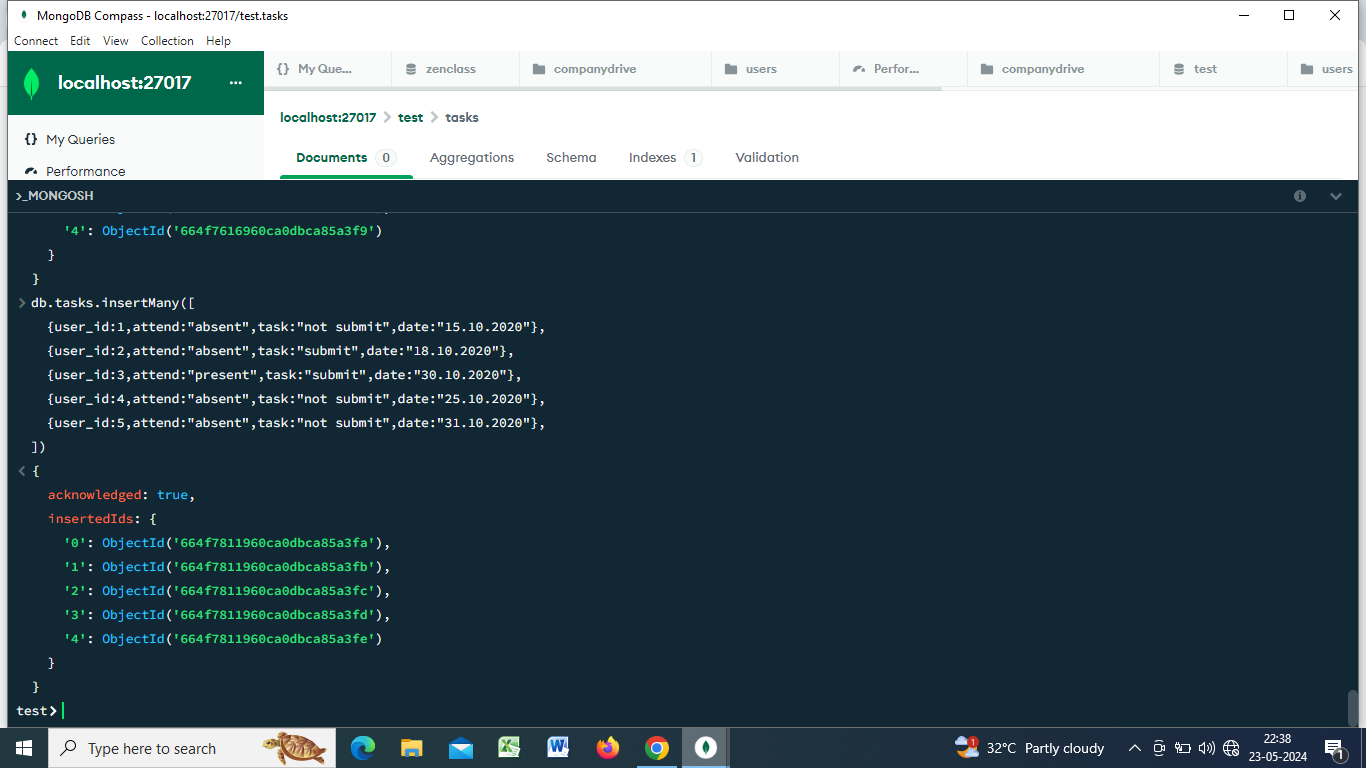 MongoDB Compass - localhost:27017/test.tasks
Connect Edit View Collection Help
localhost:27017 ...
{} My Que... zenclass companydrive users Perfor... companydrive test users
localhost:27017 > test > tasks
{} My Queries
Performance
Documents 0 Aggregations Schema Indexes 1 Validation
>_MONGOSH
'4': ObjectId('664f7616960ca0dbca85a3f9')
}
}
> db.tasks.insertMany([
{user_id:1,attend:"absent",task:"not submit",date:"15.10.2020"},
{user_id:2,attend:"absent",task:"submit",date:"18.10.2020"},
{user_id:3,attend:"present",task:"submit",date:"30.10.2020"},
{user_id:4,attend:"absent",task:"not submit",date:"25.10.2020"},
{user_id:5,attend:"absent",task:"not submit",date:"31.10.2020"},
])
< {
acknowledged: true,
insertedIds: {
'0': ObjectId('664f7811960ca0dbca85a3fa'),
'1': ObjectId('664f7811960ca0dbca85a3fb'),
'2': ObjectId('664f7811960ca0dbca85a3fc'),
'3': ObjectId('664f7811960ca0dbca85a3fd'),
'4': ObjectId('664f7811960ca0dbca85a3fe')
}
}
test>
Type here to search
1 32°C Partly cloudy
22:38
23-05-2024
1